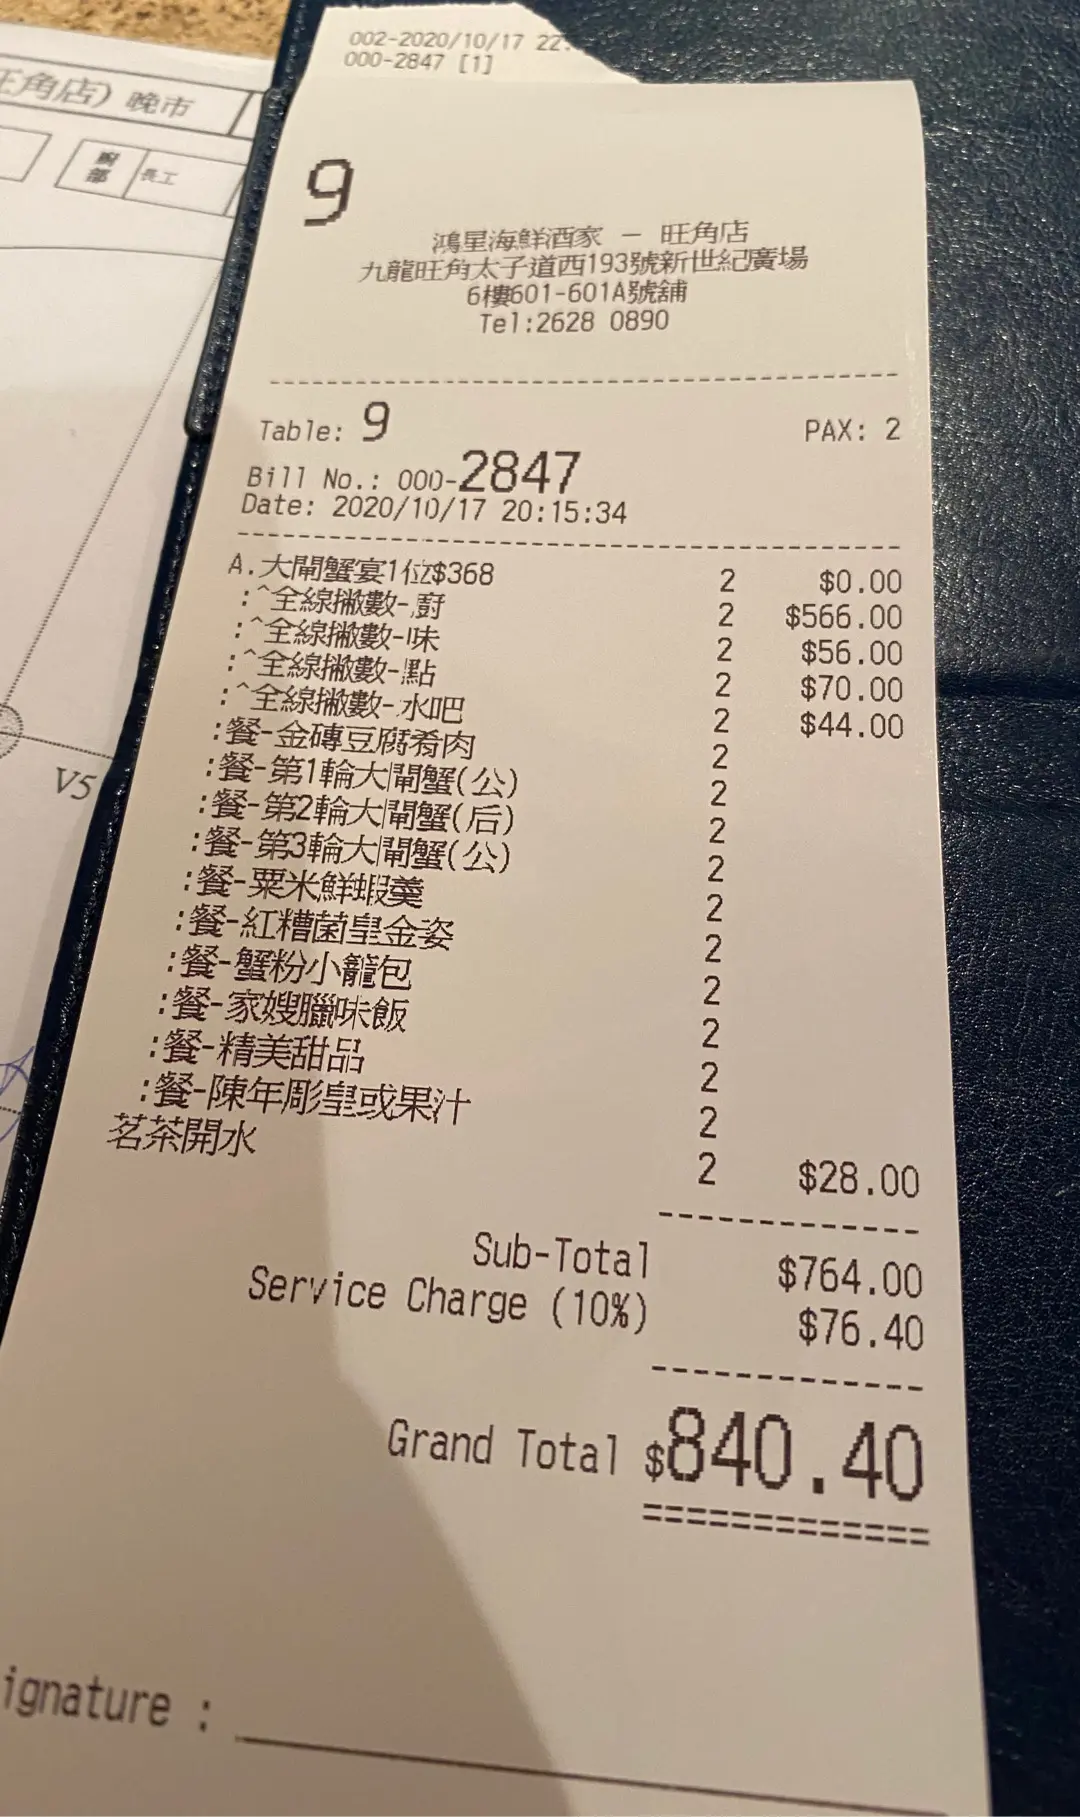 002-2020/10/17 22:
000-2847 [1]
角店) 晚市
胸部
長工
V5
9
鴻星海鮮酒家 － 旺角店
九龍旺角太子道西193號新世紀廣場
6樓601-601A號舖
Tel:2628 0890
Table: 9 PAX: 2
Bill No.: 000-2847
Date: 2020/10/17 20:15:34
A.大閘蟹宴1位$368 2 $0.00
:^全線撇數-廚 2 $566.00
:^全線撇數-味 2 $56.00
:^全線撇數-點 2 $70.00
:^全線撇數-水吧 2 $44.00
:餐-金磚豆腐肴肉 2
:餐-第1輪大閘蟹(公) 2
:餐-第2輪大閘蟹(后) 2
:餐-第3輪大閘蟹(公) 2
:餐-粟米鮮蝦羹 2
:餐-紅糟菌皇金姿 2
:餐-蟹粉小籠包 2
:餐-家嫂臘味飯 2
:餐-精美甜品 2
:餐-陳年彫皇或果汁 2
茗茶開水 2 $28.00
Sub-Total $764.00
Service Charge (10%) $76.40
Grand Total $840.40
ignature :